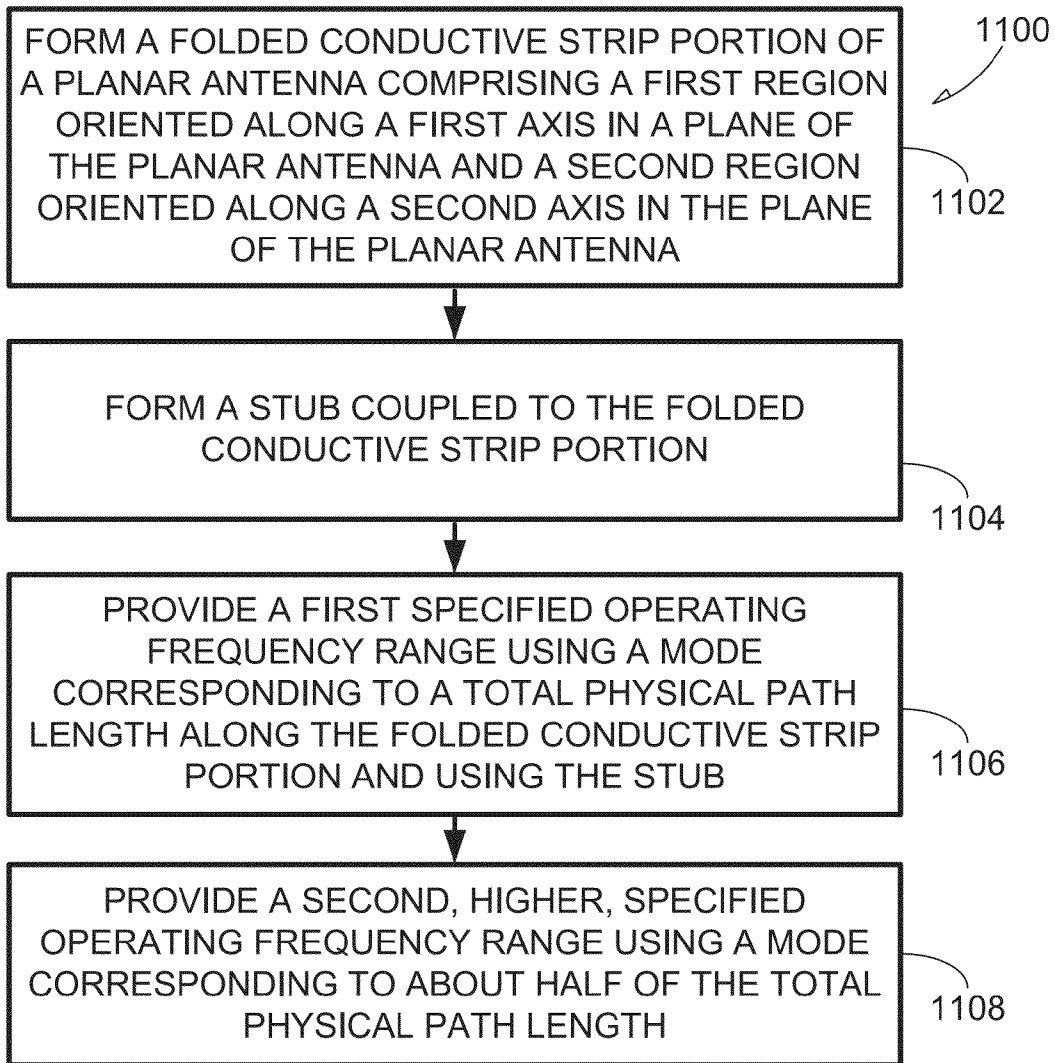 1100
FORM A FOLDED CONDUCTIVE STRIP PORTION OF
A PLANAR ANTENNA COMPRISING A FIRST REGION
ORIENTED ALONG A FIRST AXIS IN A PLANE OF
THE PLANAR ANTENNA AND A SECOND REGION
ORIENTED ALONG A SECOND AXIS IN THE PLANE
OF THE PLANAR ANTENNA
1102
FORM A STUB COUPLED TO THE FOLDED
CONDUCTIVE STRIP PORTION
1104
PROVIDE A FIRST SPECIFIED OPERATING
FREQUENCY RANGE USING A MODE
CORRESPONDING TO A TOTAL PHYSICAL PATH
LENGTH ALONG THE FOLDED CONDUCTIVE STRIP
PORTION AND USING THE STUB
1106
PROVIDE A SECOND, HIGHER, SPECIFIED
OPERATING FREQUENCY RANGE USING A MODE
CORRESPONDING TO ABOUT HALF OF THE TOTAL
PHYSICAL PATH LENGTH
1108